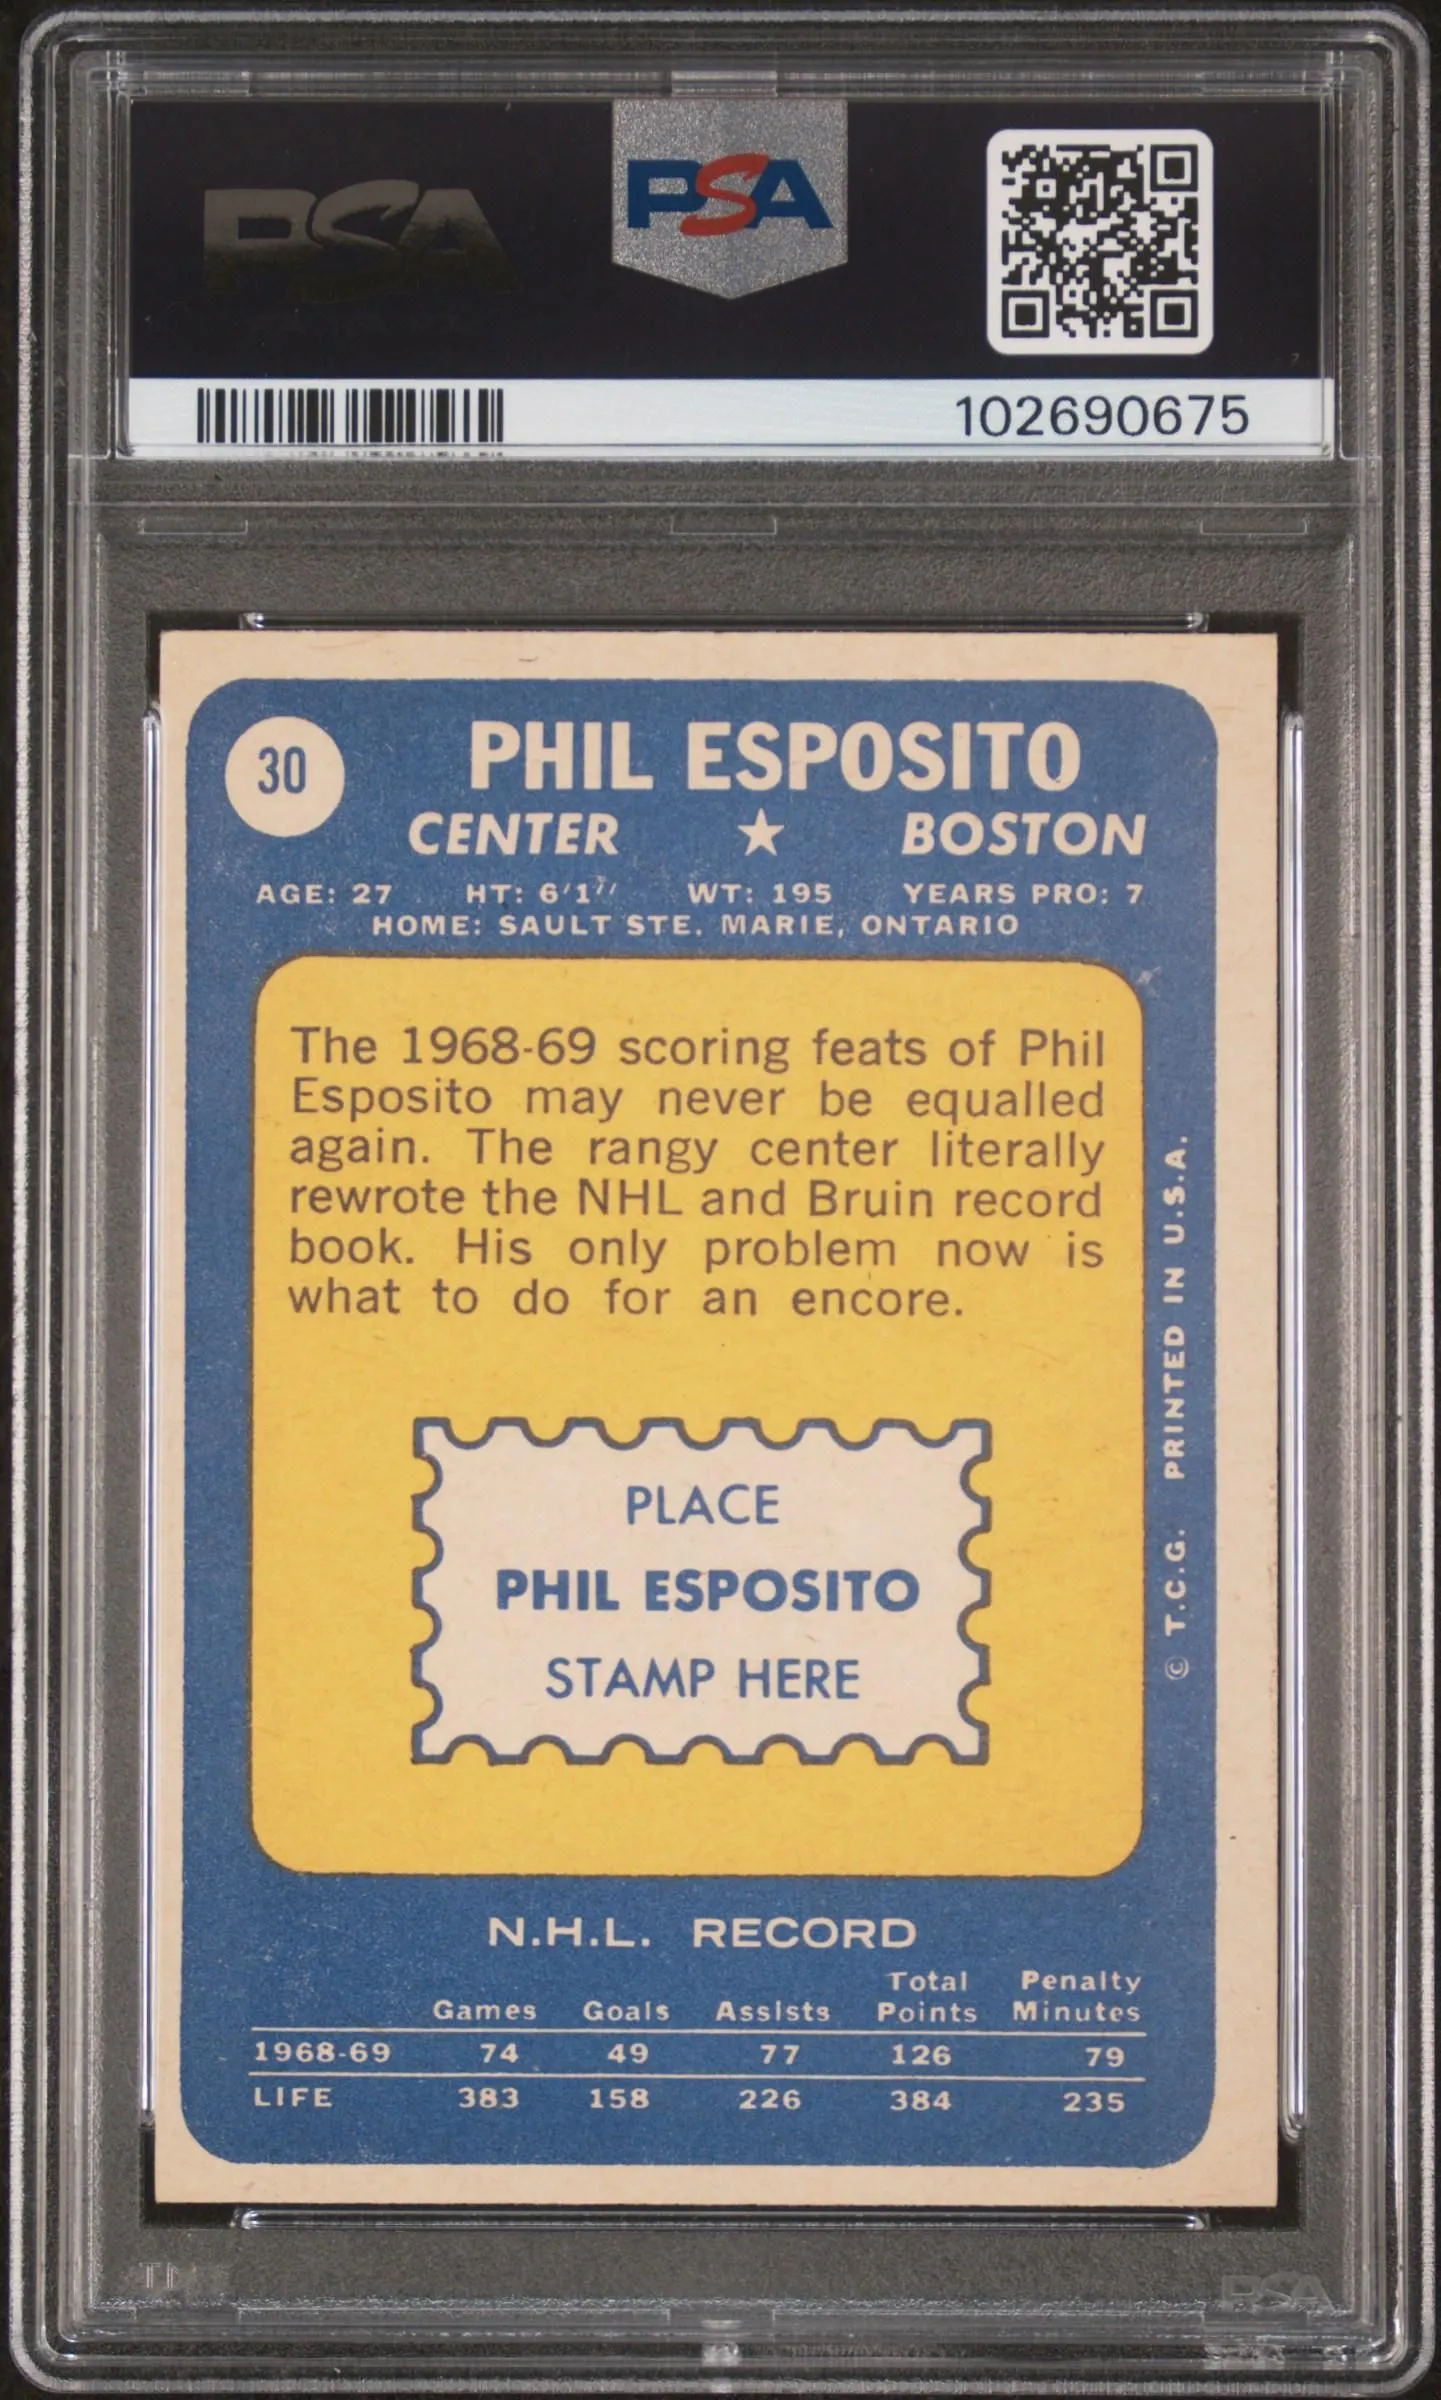 PSA
PSA
102690675
30
PHIL ESPOSITO
CENTER ★ BOSTON
AGE: 27 HT: 6'1" WT: 195 YEARS PRO: 7
HOME: SAULT STE. MARIE, ONTARIO
The 1968-69 scoring feats of Phil
Esposito may never be equalled
again. The rangy center literally
rewrote the NHL and Bruin record
book. His only problem now is
what to do for an encore.
PLACE
PHIL ESPOSITO
STAMP HERE
© T.C.G. PRINTED IN U.S.A.
N.H.L. RECORD
Games Goals Assists Total Points Penalty Minutes
1968-69 74 49 77 126 79
LIFE 383 158 226 384 235
PSA